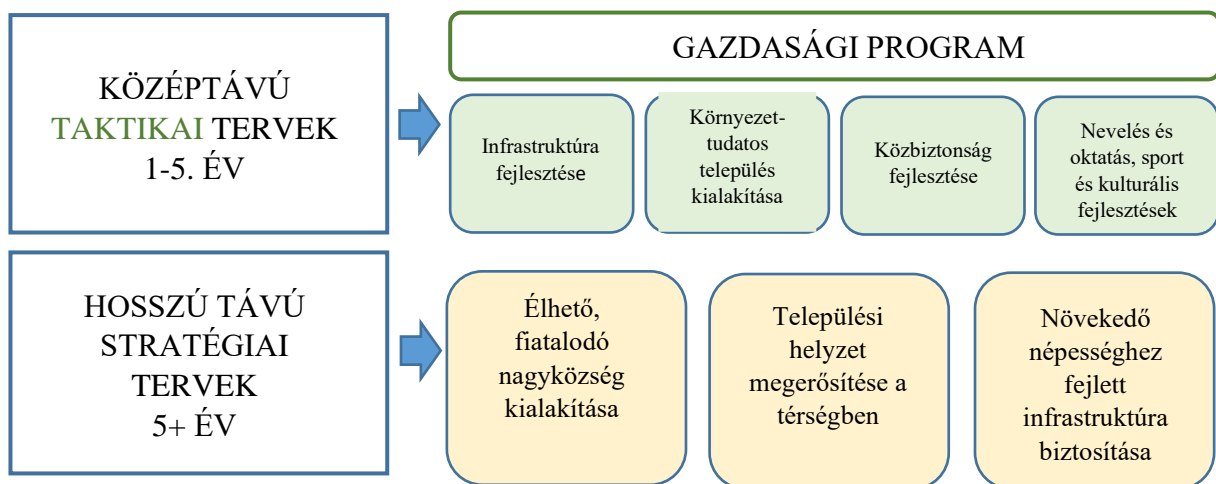 KÖZÉPTÁVÚ
TAKTIKAI TERVEK
1-5. ÉV
GAZDASÁGI PROGRAM
Infrastruktúra
fejlesztése
Környezet-
tudatos
település
kialakítása
Közbiztonság
fejlesztése
Nevelés és
oktatás, sport
és kulturális
fejlesztések
HOSSZÚ TÁVÚ
STRATÉGIAI
TERVEK
5+ ÉV
Élhető,
fiatalodó
nagyközség
kialakítása
Települési
helyzet
megerősítése a
térségben
Növekedő
népességhez
fejlett
infrastruktúra
biztosítása